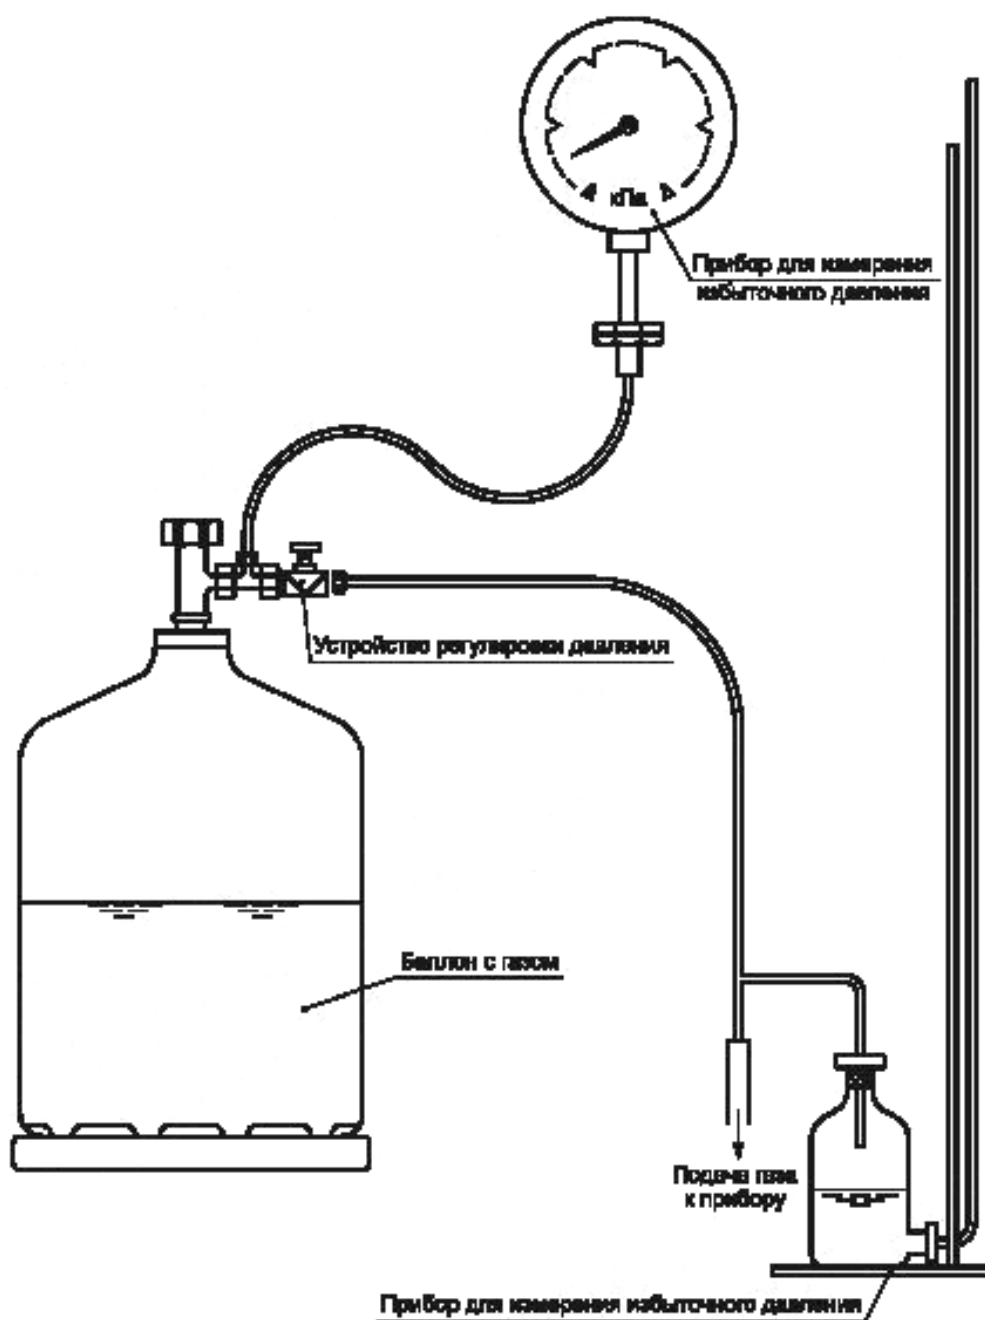 кПа
Прибор для измерения
избыточного давления
Устройство регулировки давления
Баллон с газом
Подача газа
к прибору
Прибор для измерения избыточного давления